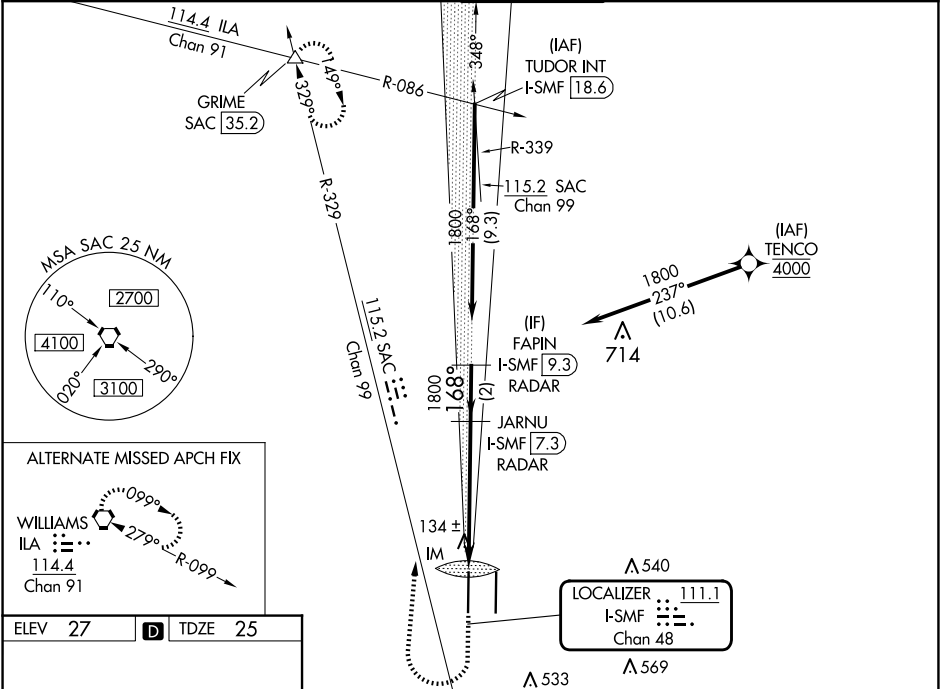 114.4 ILA
Chan 91
GRIME
SAC 35.2
149°
329°
R-086
348°
(IAF)
TUDOR INT
I-SMF 18.6
R-339
115.2 SAC
Chan 99
R-329
1800
168°
(9.3)
(IAF)
TENCO
4000
1800
237°
(10.6)
714
MSA SAC 25 NM
110°
2700
4100
020°
3100
290°
115.2 SAC
Chan 99
(IF)
FAPIN
I-SMF 9.3
RADAR
1800
168°
(2)
JARNU
I-SMF 7.3
RADAR
ALTERNATE MISSED APCH FIX
099°
WILLIAMS
ILA
279°
R-099
114.4
Chan 91
134 ±
IM
540
LOCALIZER 111.1
I-SMF
Chan 48
569
533
ELEV 27 D TDZE 25